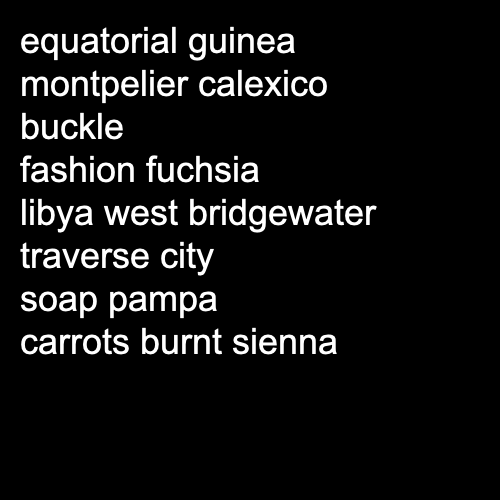 equatorial guinea
montpelier calexico
buckle
fashion fuchsia
libya west bridgewater
traverse city
soap pampa
carrots burnt sienna